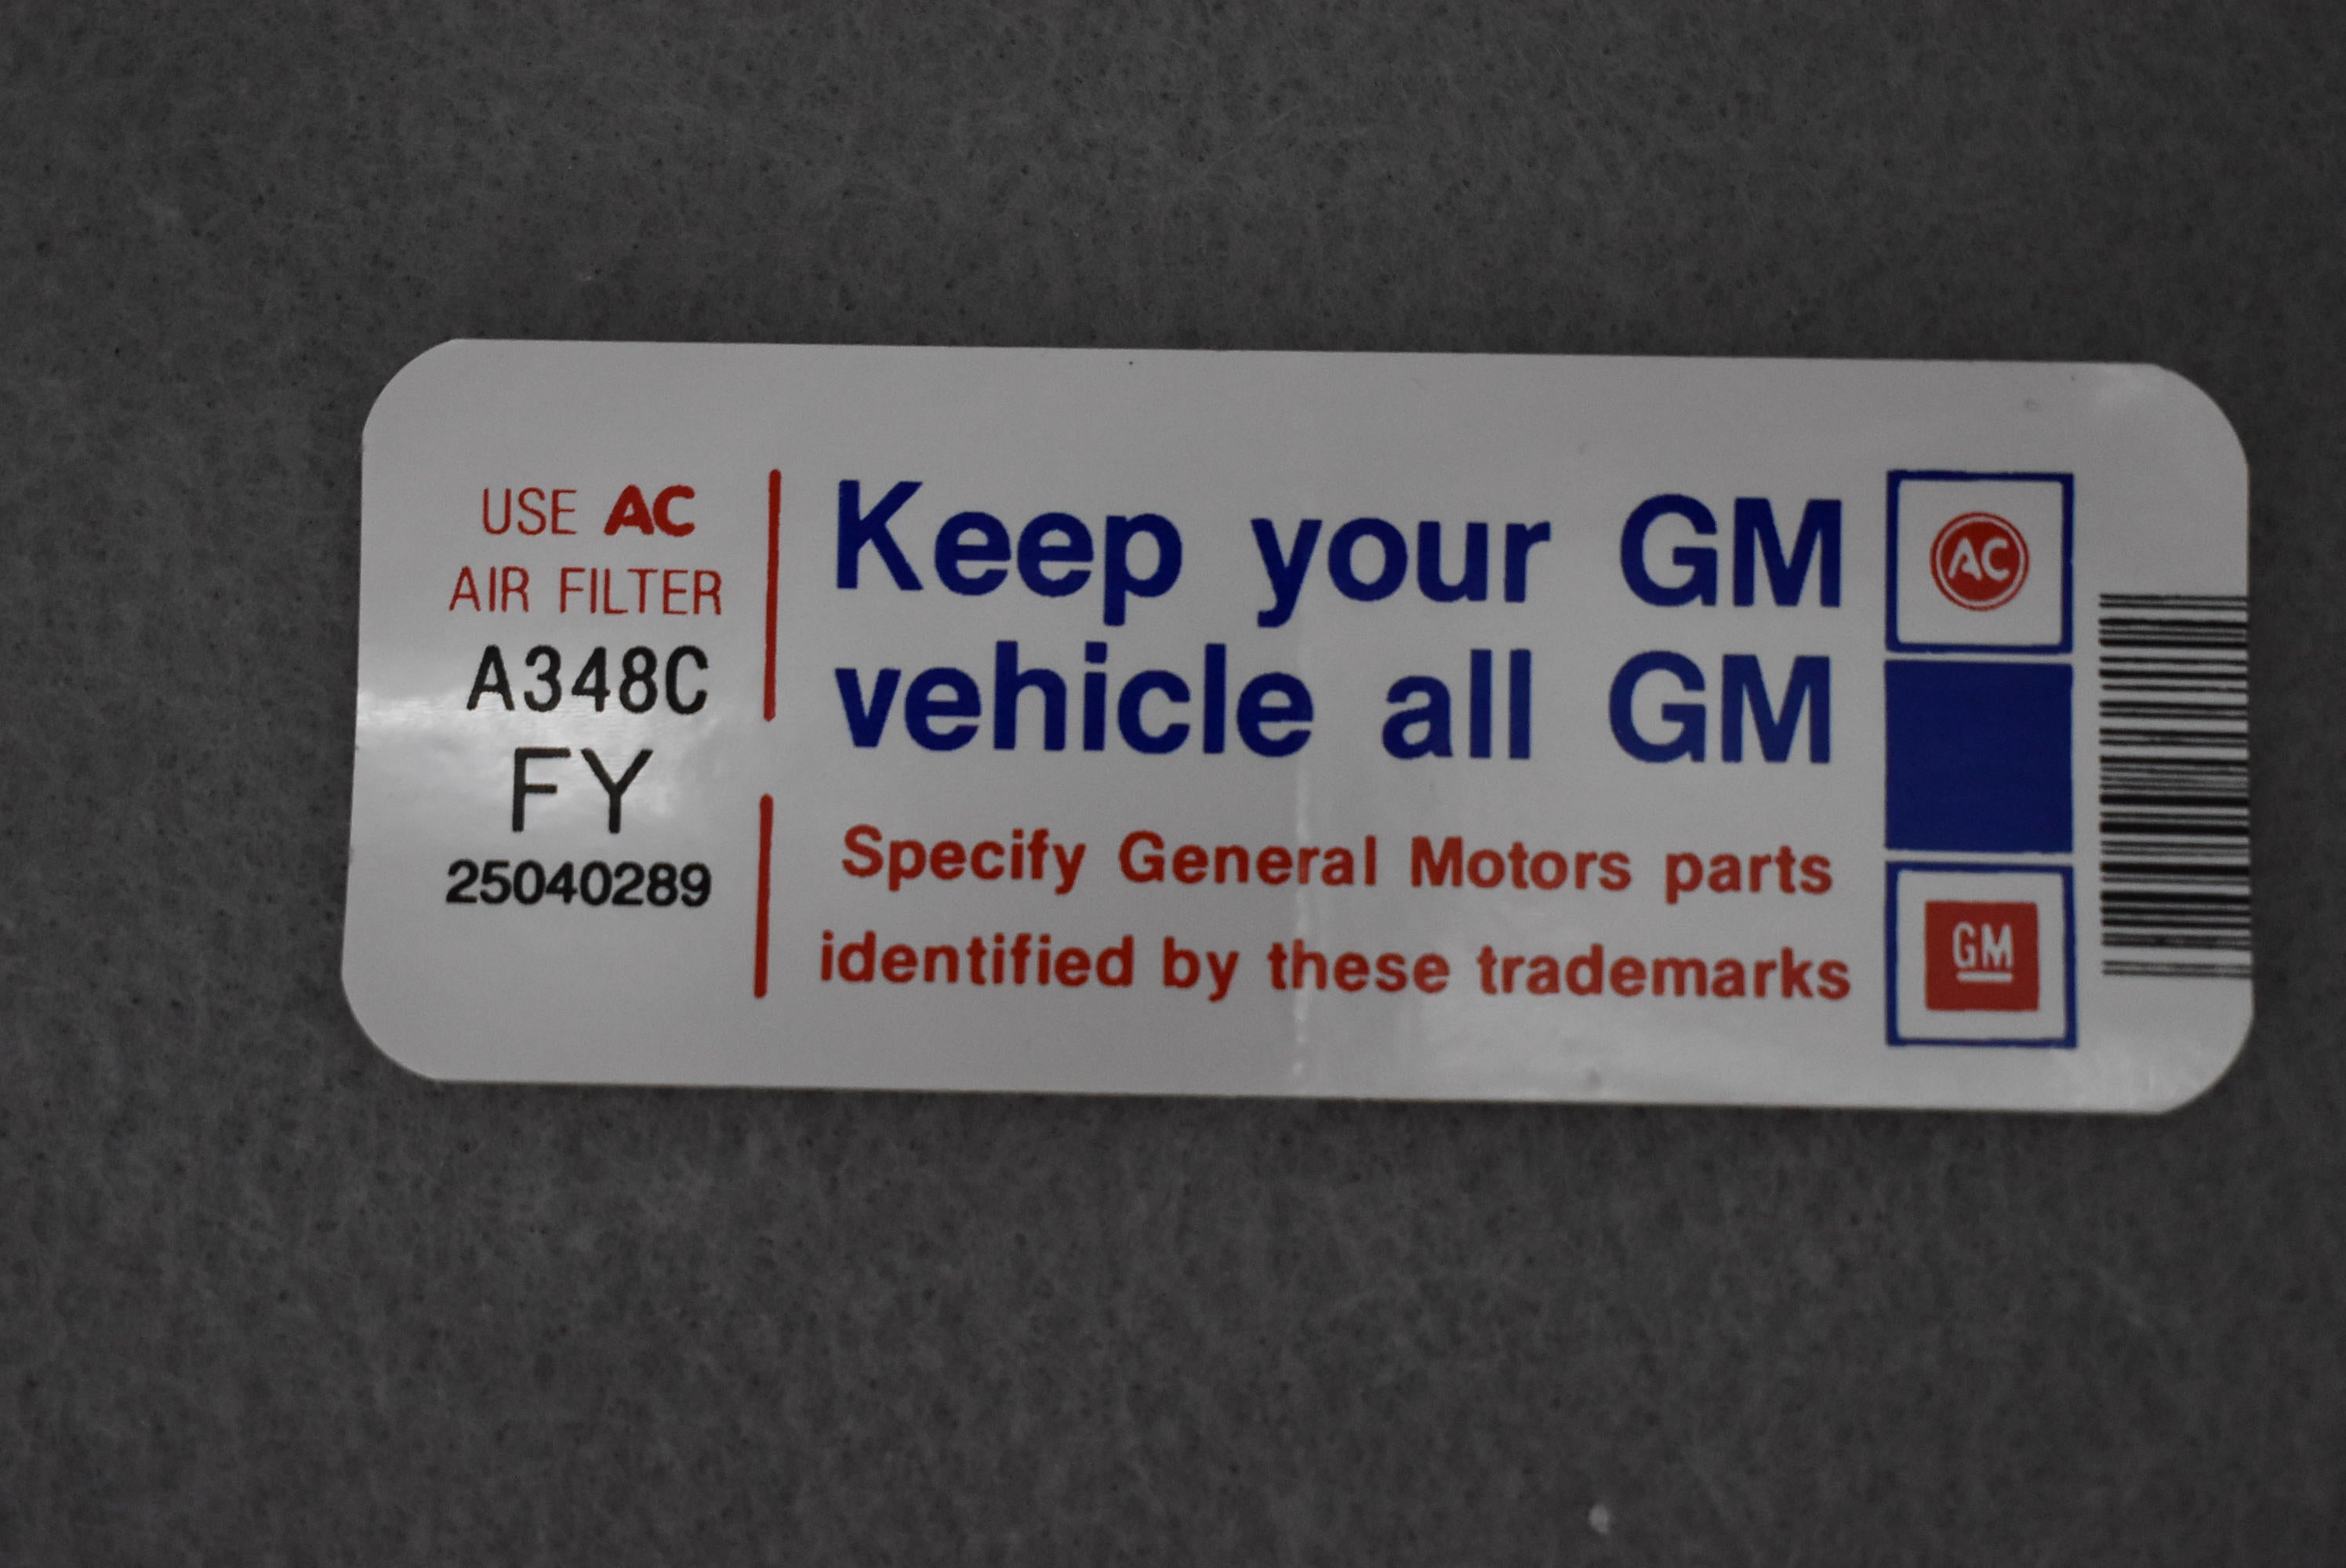 USE AC
AIR FILTER
A348C
FY
25040289
Keep your GM
vehicle all GM
Specify General Motors parts
identified by these trademarks
AC
GM